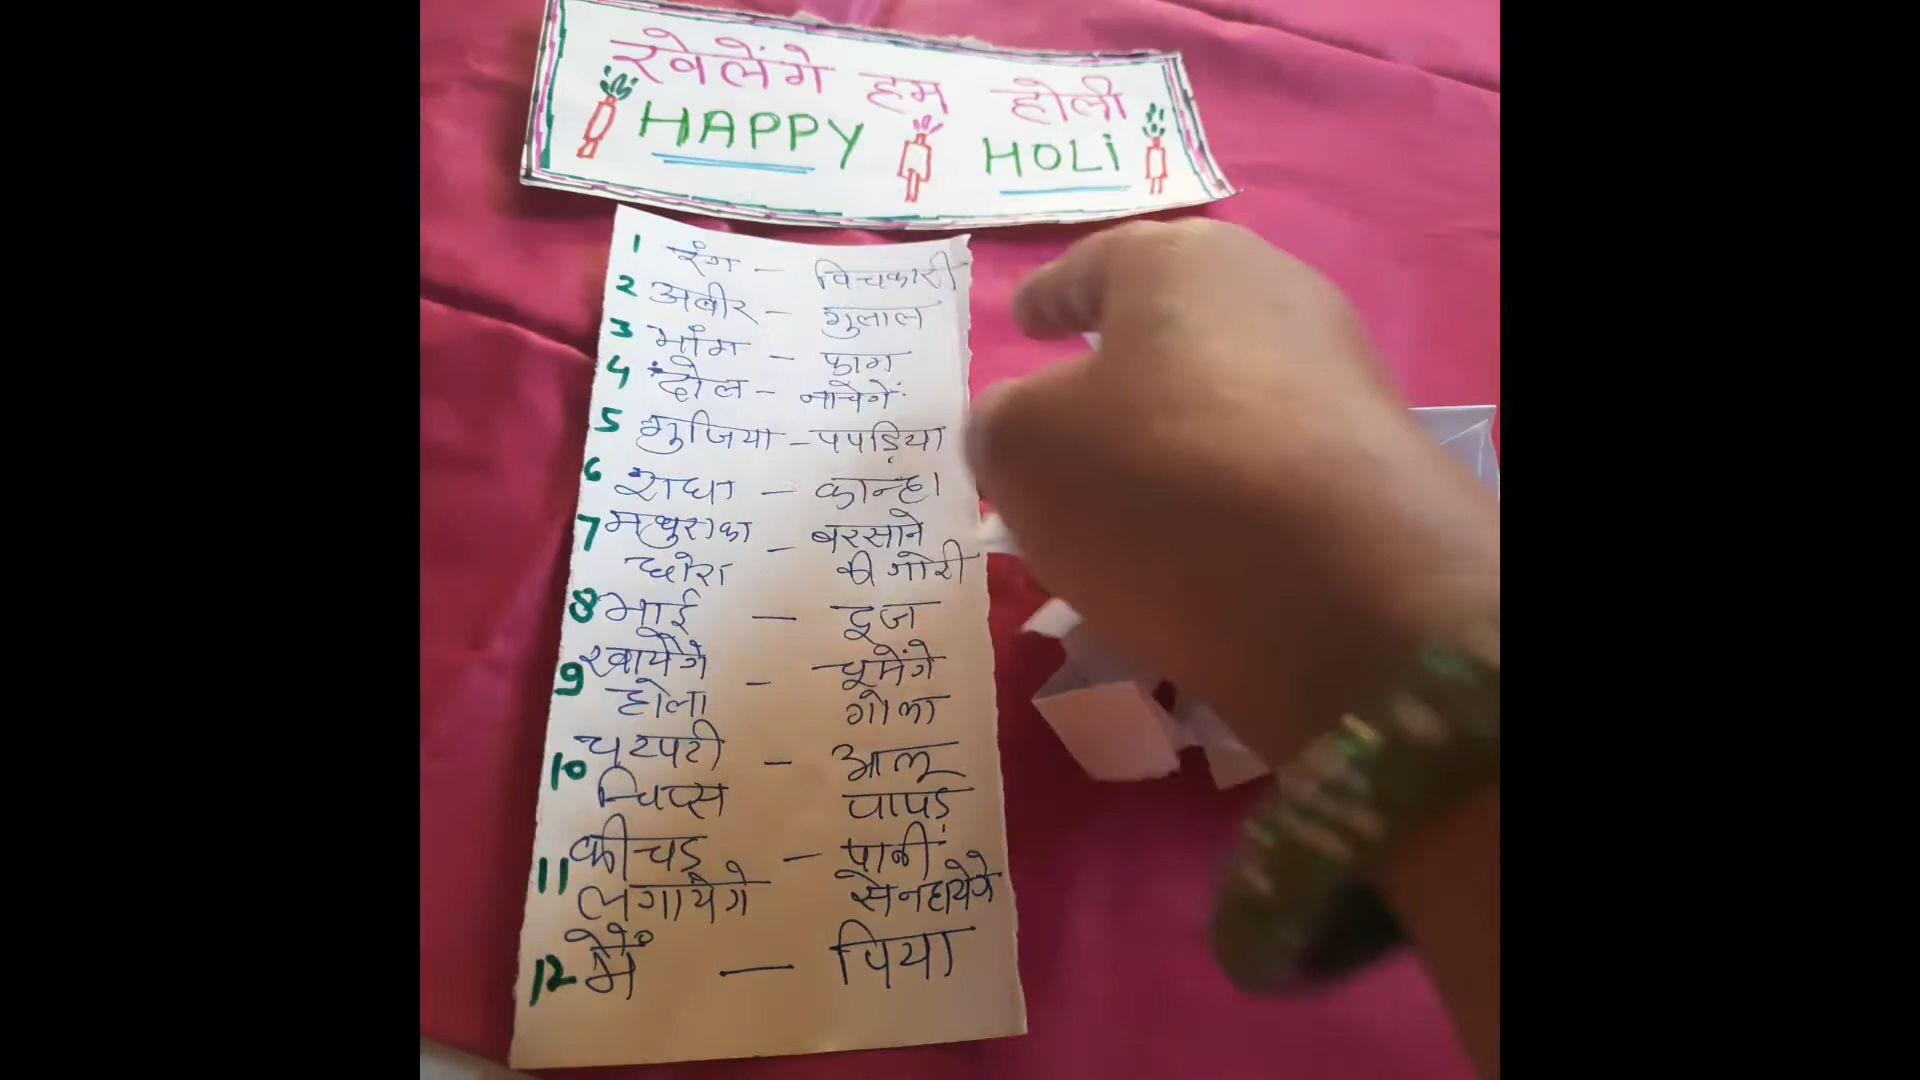 खेलेंगे हम होली
HAPPY HOLI
1 रंग - पिचकारी
2 अबीर - गुलाल
3 भांग - फाग
4 ढोल - नाचेगें
5 गुजिया - पपड़िया
6 राधा - कान्हा
7 मथुरा का छोरा - बरसाने की गोरी
8 भाई - दूज
9 खायेंगे होला - घूमेंगे गोला
10 चटपटी चिप्स - आलू पापड़
11 कीचड़ लगायेगे - पानी से नहायेगे
12 मैं - पिया